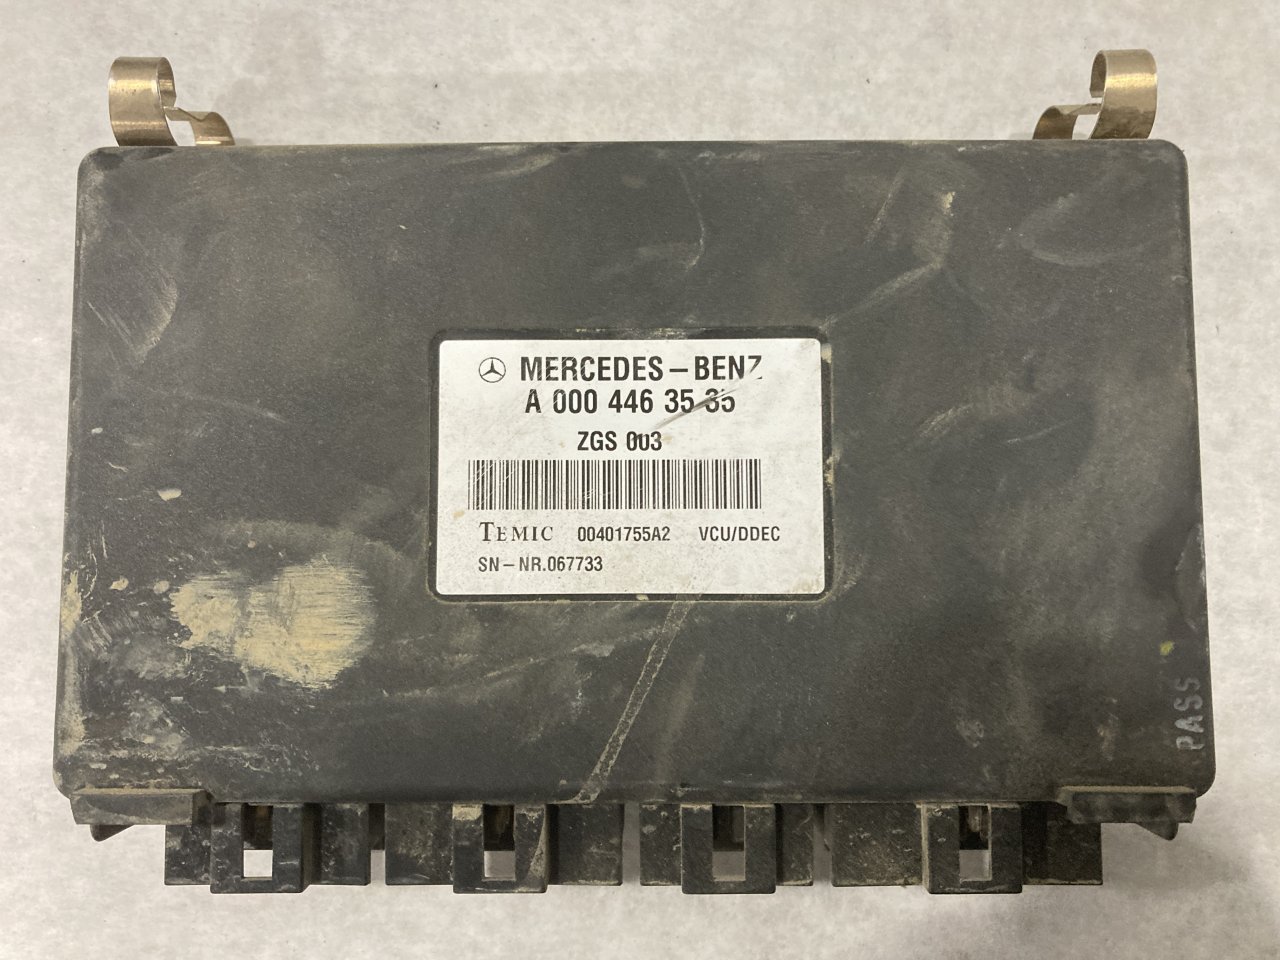 MERCEDES-BENZ
A 000 446 35 35
ZGS 003
TEMIC 00401755A2 VCU/DDEC
SN-NR.067733
PASS